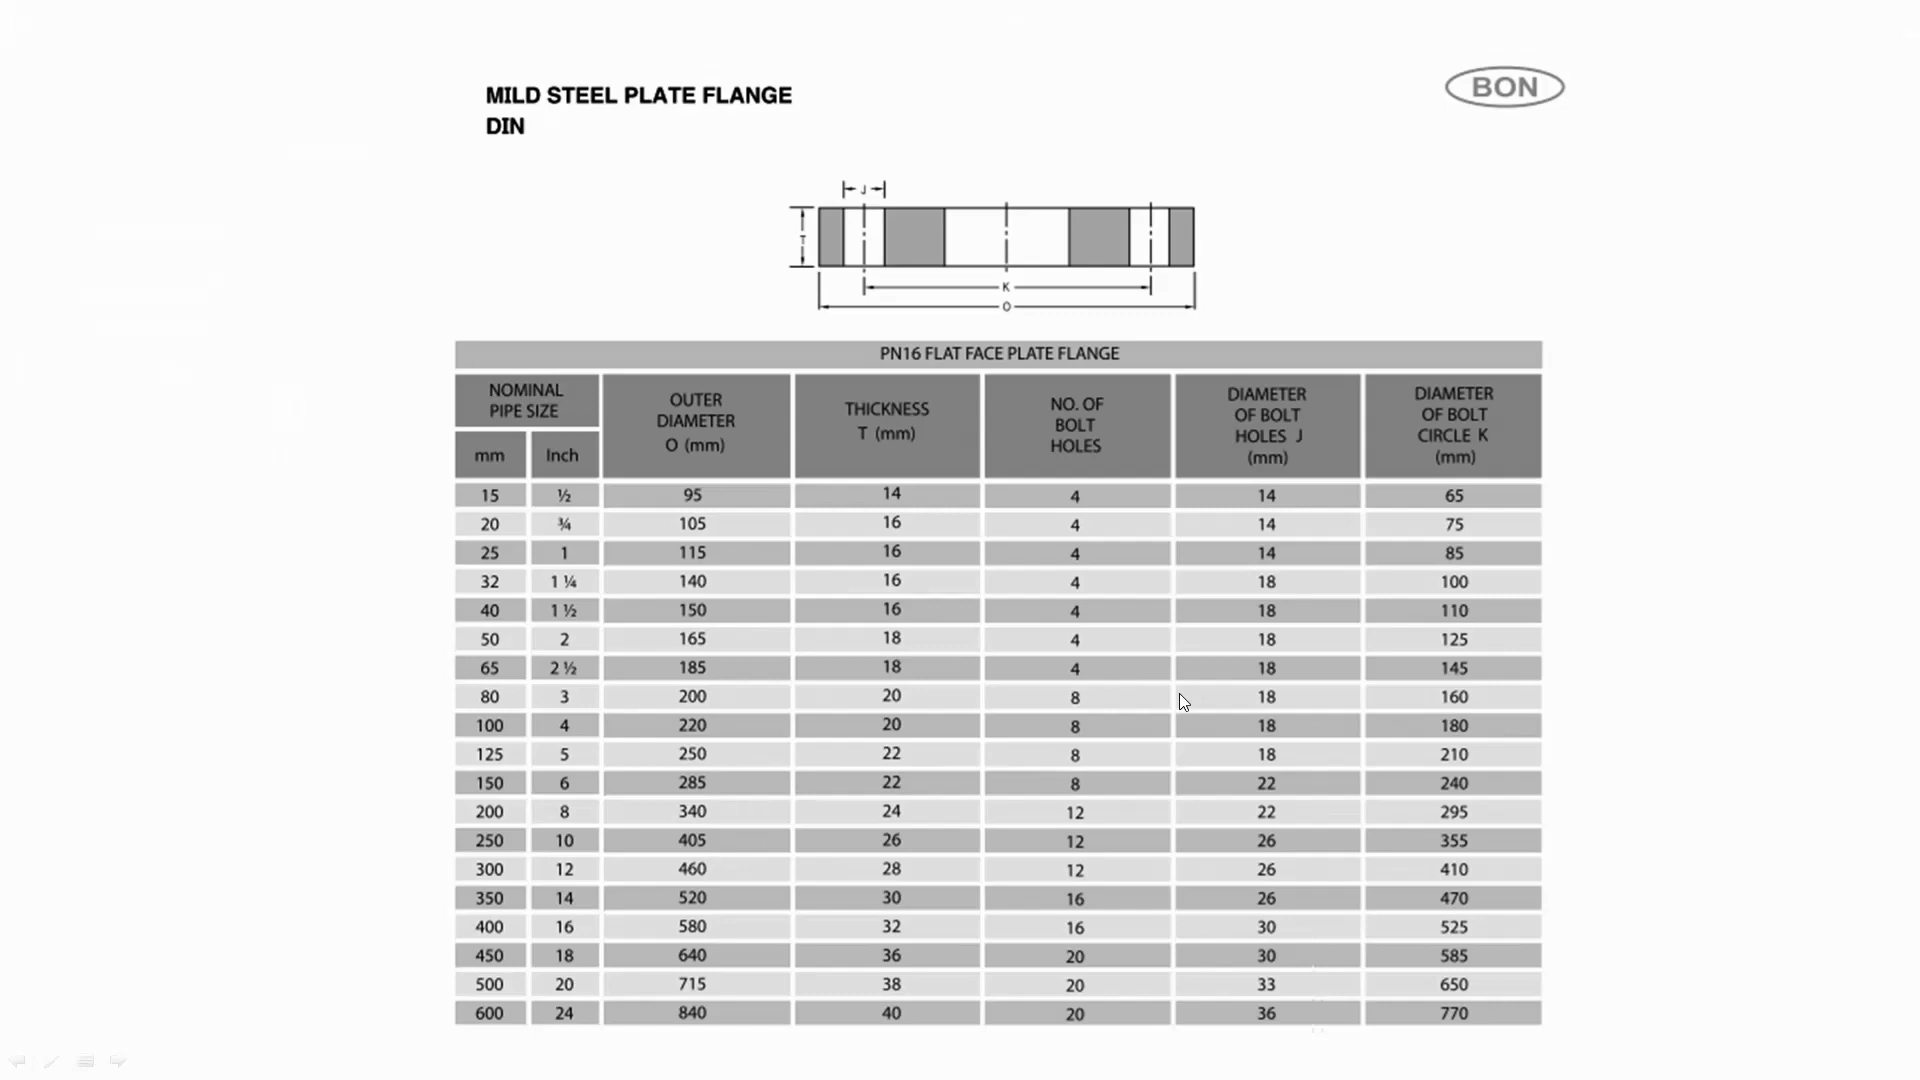 MILD STEEL PLATE FLANGE
DIN
BON
J
T
K
O
PN16 FLAT FACE PLATE FLANGE
NOMINAL PIPE SIZE
OUTER DIAMETER O (mm)
THICKNESS T (mm)
NO. OF BOLT HOLES
DIAMETER OF BOLT HOLES J (mm)
DIAMETER OF BOLT CIRCLE K (mm)
mm Inch
15 ½ 95 14 4 14 65
20 ¾ 105 16 4 14 75
25 1 115 16 4 14 85
32 1 ¼ 140 16 4 18 100
40 1 ½ 150 16 4 18 110
50 2 165 18 4 18 125
65 2 ½ 185 18 4 18 145
80 3 200 20 8 18 160
100 4 220 20 8 18 180
125 5 250 22 8 18 210
150 6 285 22 8 22 240
200 8 340 24 12 22 295
250 10 405 26 12 26 355
300 12 460 28 12 26 410
350 14 520 30 16 26 470
400 16 580 32 16 30 525
450 18 640 36 20 30 585
500 20 715 38 20 33 650
600 24 840 40 20 36 770